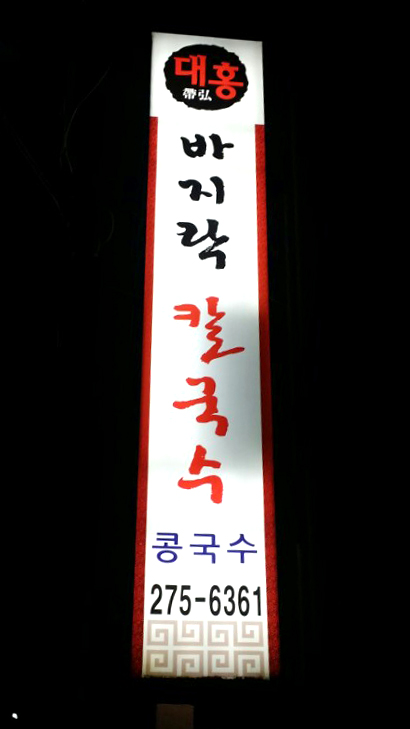 대홍
帶弘
바지락
칼국수
콩국수
275-6361